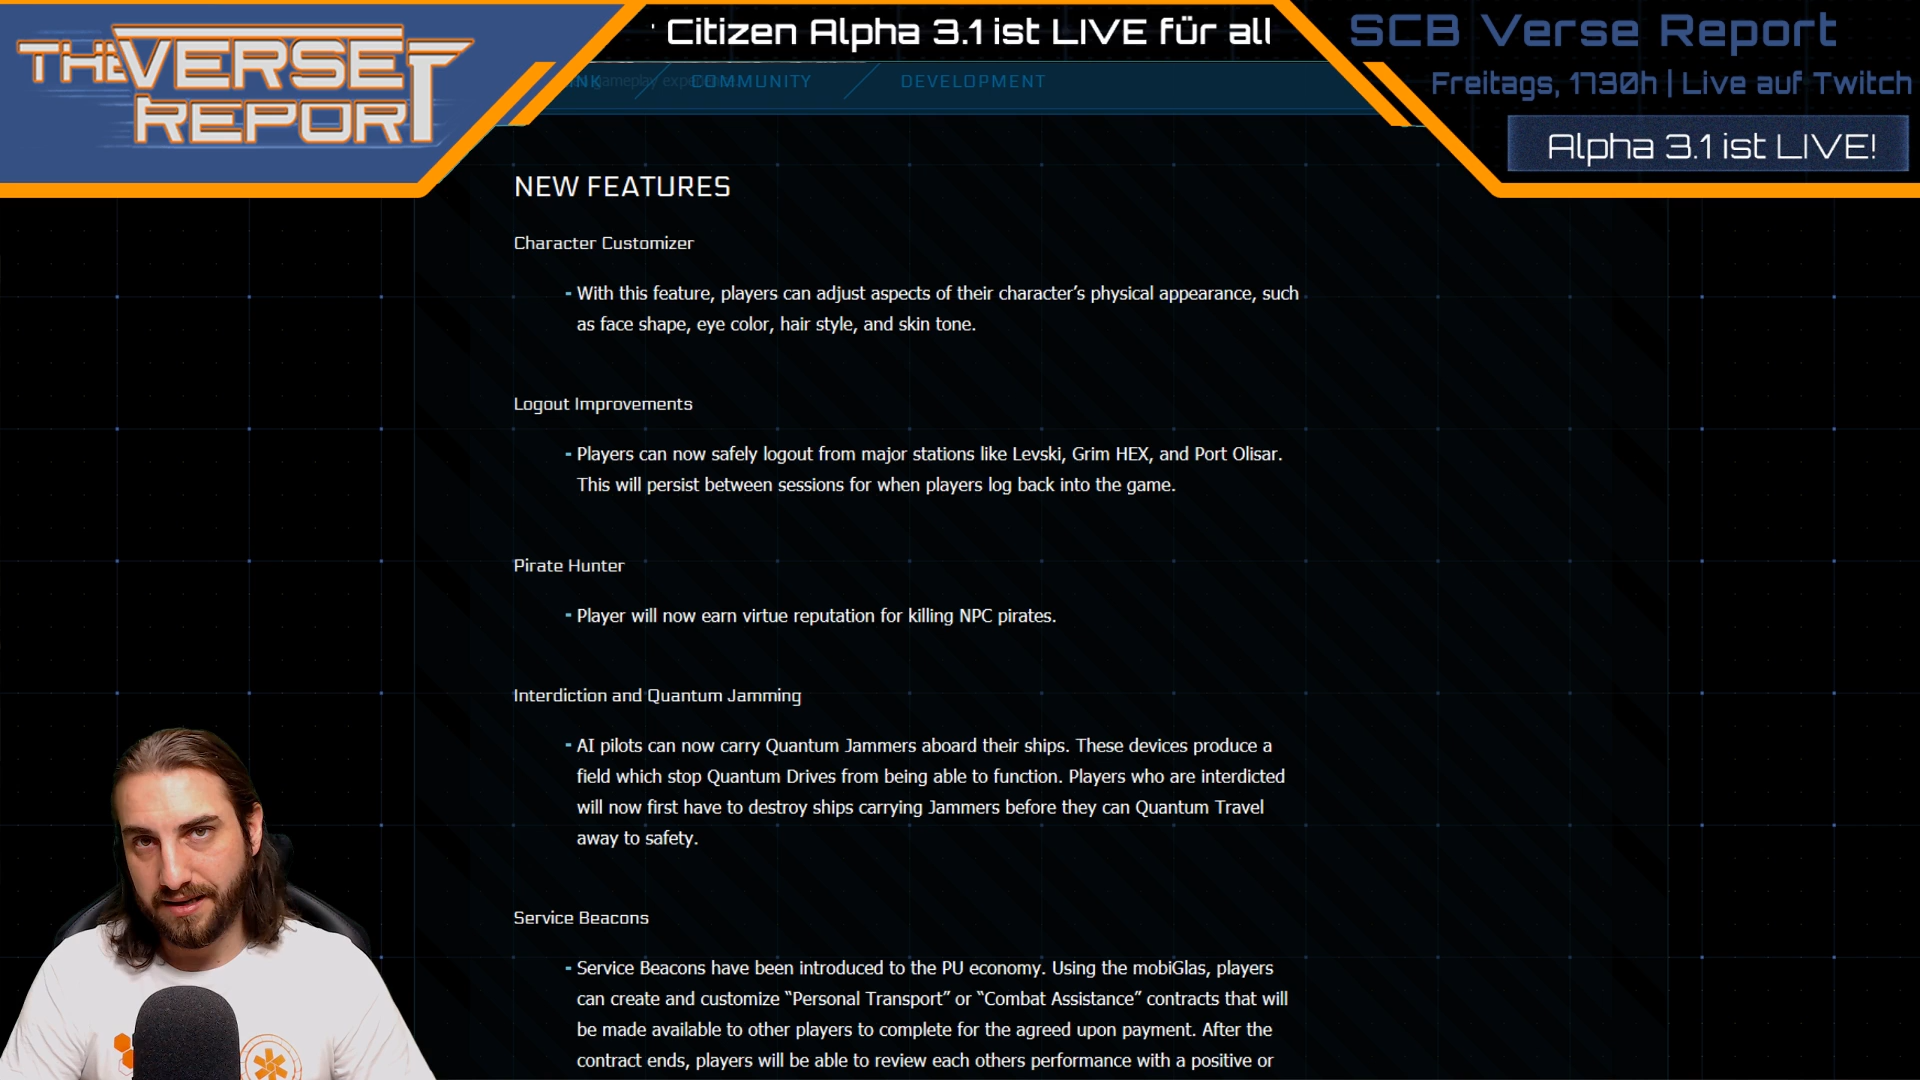 THE VERSE
REPORT
Citizen Alpha 3.1 ist LIVE für all
SCB Verse Report
Freitags, 1730h | Live auf Twitch
Alpha 3.1 ist LIVE!
NK gameplay expe
COMMUNITY
DEVELOPMENT
NEW FEATURES
Character Customizer
- With this feature, players can adjust aspects of their character’s physical appearance, such
as face shape, eye color, hair style, and skin tone.
Logout Improvements
- Players can now safely logout from major stations like Levski, Grim HEX, and Port Olisar.
This will persist between sessions for when players log back into the game.
Pirate Hunter
- Player will now earn virtue reputation for killing NPC pirates.
Interdiction and Quantum Jamming
- AI pilots can now carry Quantum Jammers aboard their ships. These devices produce a
field which stop Quantum Drives from being able to function. Players who are interdicted
will now first have to destroy ships carrying Jammers before they can Quantum Travel
away to safety.
Service Beacons
- Service Beacons have been introduced to the PU economy. Using the mobiGlas, players
can create and customize “Personal Transport” or “Combat Assistance” contracts that will
be made available to other players to complete for the agreed upon payment. After the
contract ends, players will be able to review each others performance with a positive or